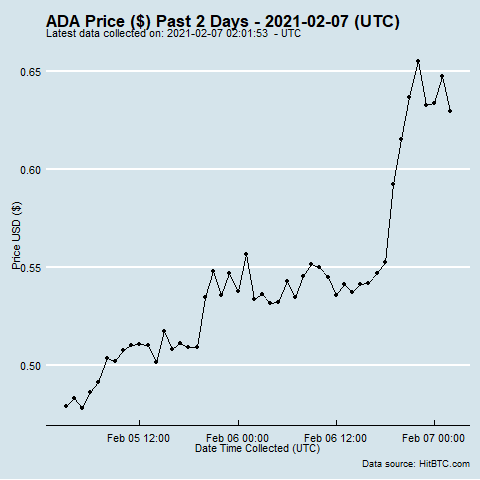 ADA Price ($) Past 2 Days - 2021-02-07 (UTC)
Latest data collected on: 2021-02-07 02:01:53 - UTC
0.65
0.60
0.55
0.50
Price USD ($)
Feb 05 12:00
Feb 06 00:00
Feb 06 12:00
Feb 07 00:00
Date Time Collected (UTC)
Data source: HitBTC.com